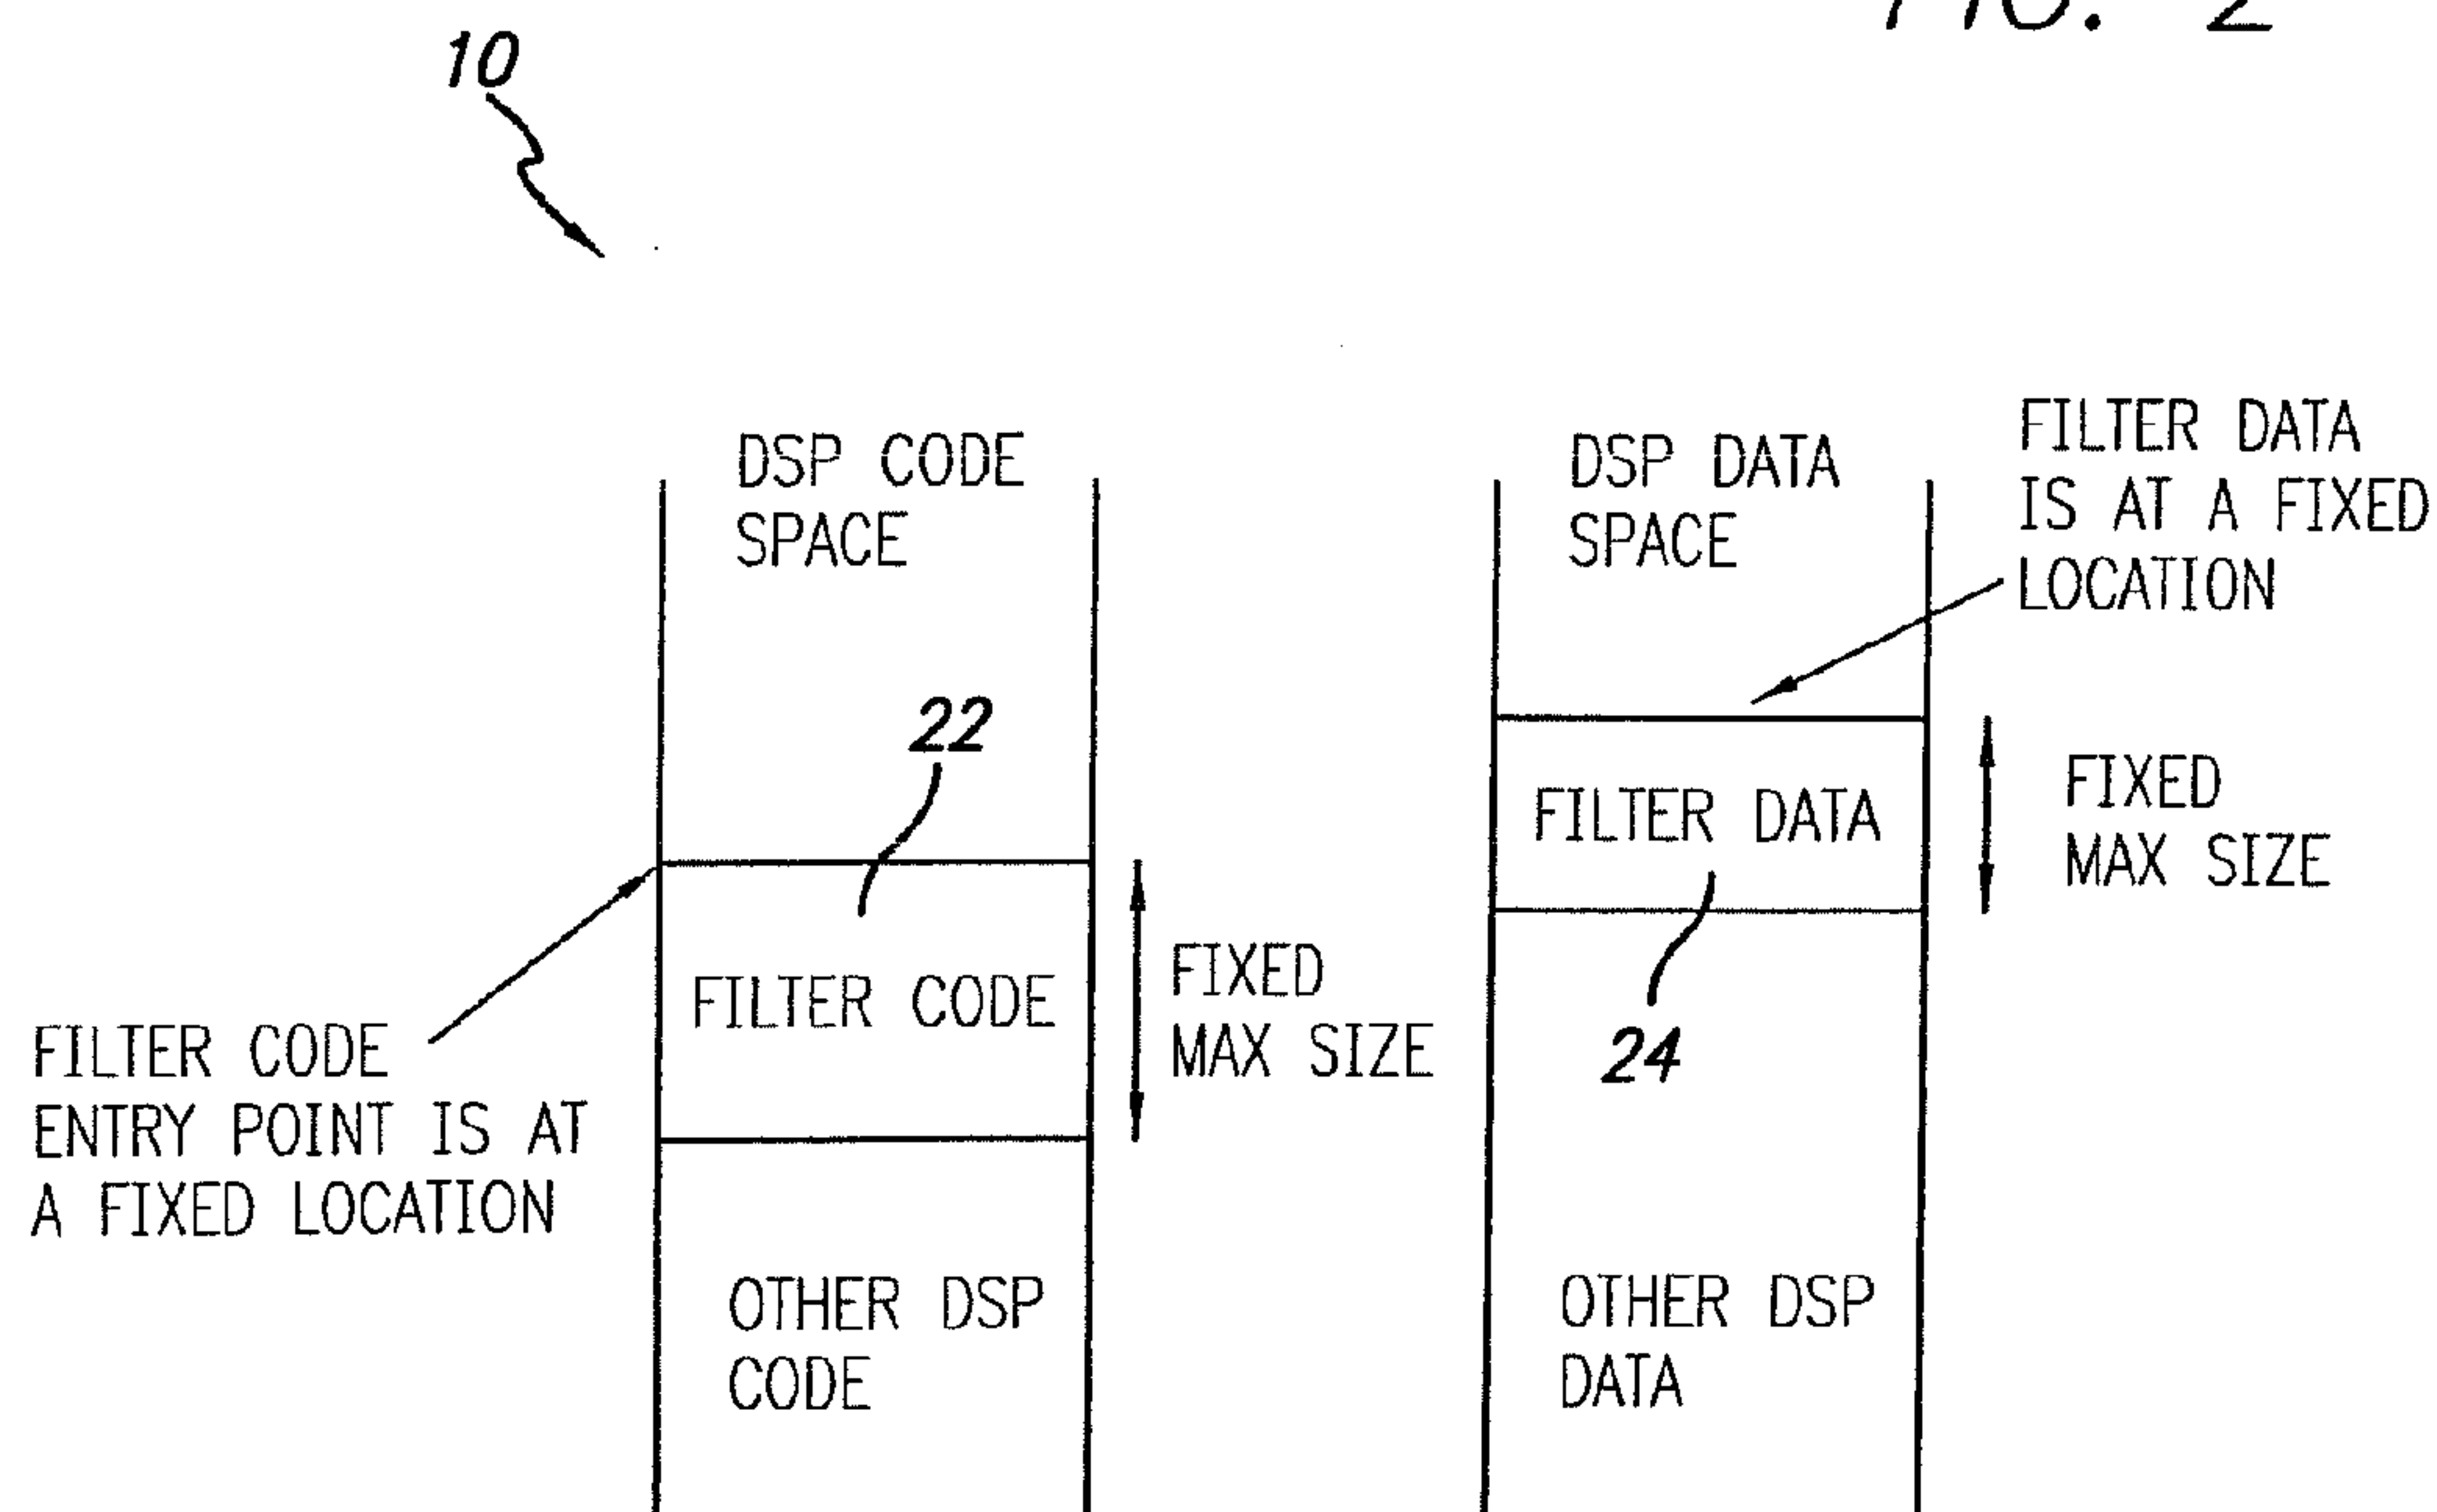 FIG. 2
10
DSP CODE
SPACE
DSP DATA
SPACE
FILTER DATA
IS AT A FIXED
LOCATION
22
FILTER DATA
FIXED
MAX SIZE
FILTER CODE
FIXED
MAX SIZE
24
FILTER CODE
ENTRY POINT IS AT
A FIXED LOCATION
OTHER DSP
CODE
OTHER DSP
DATA